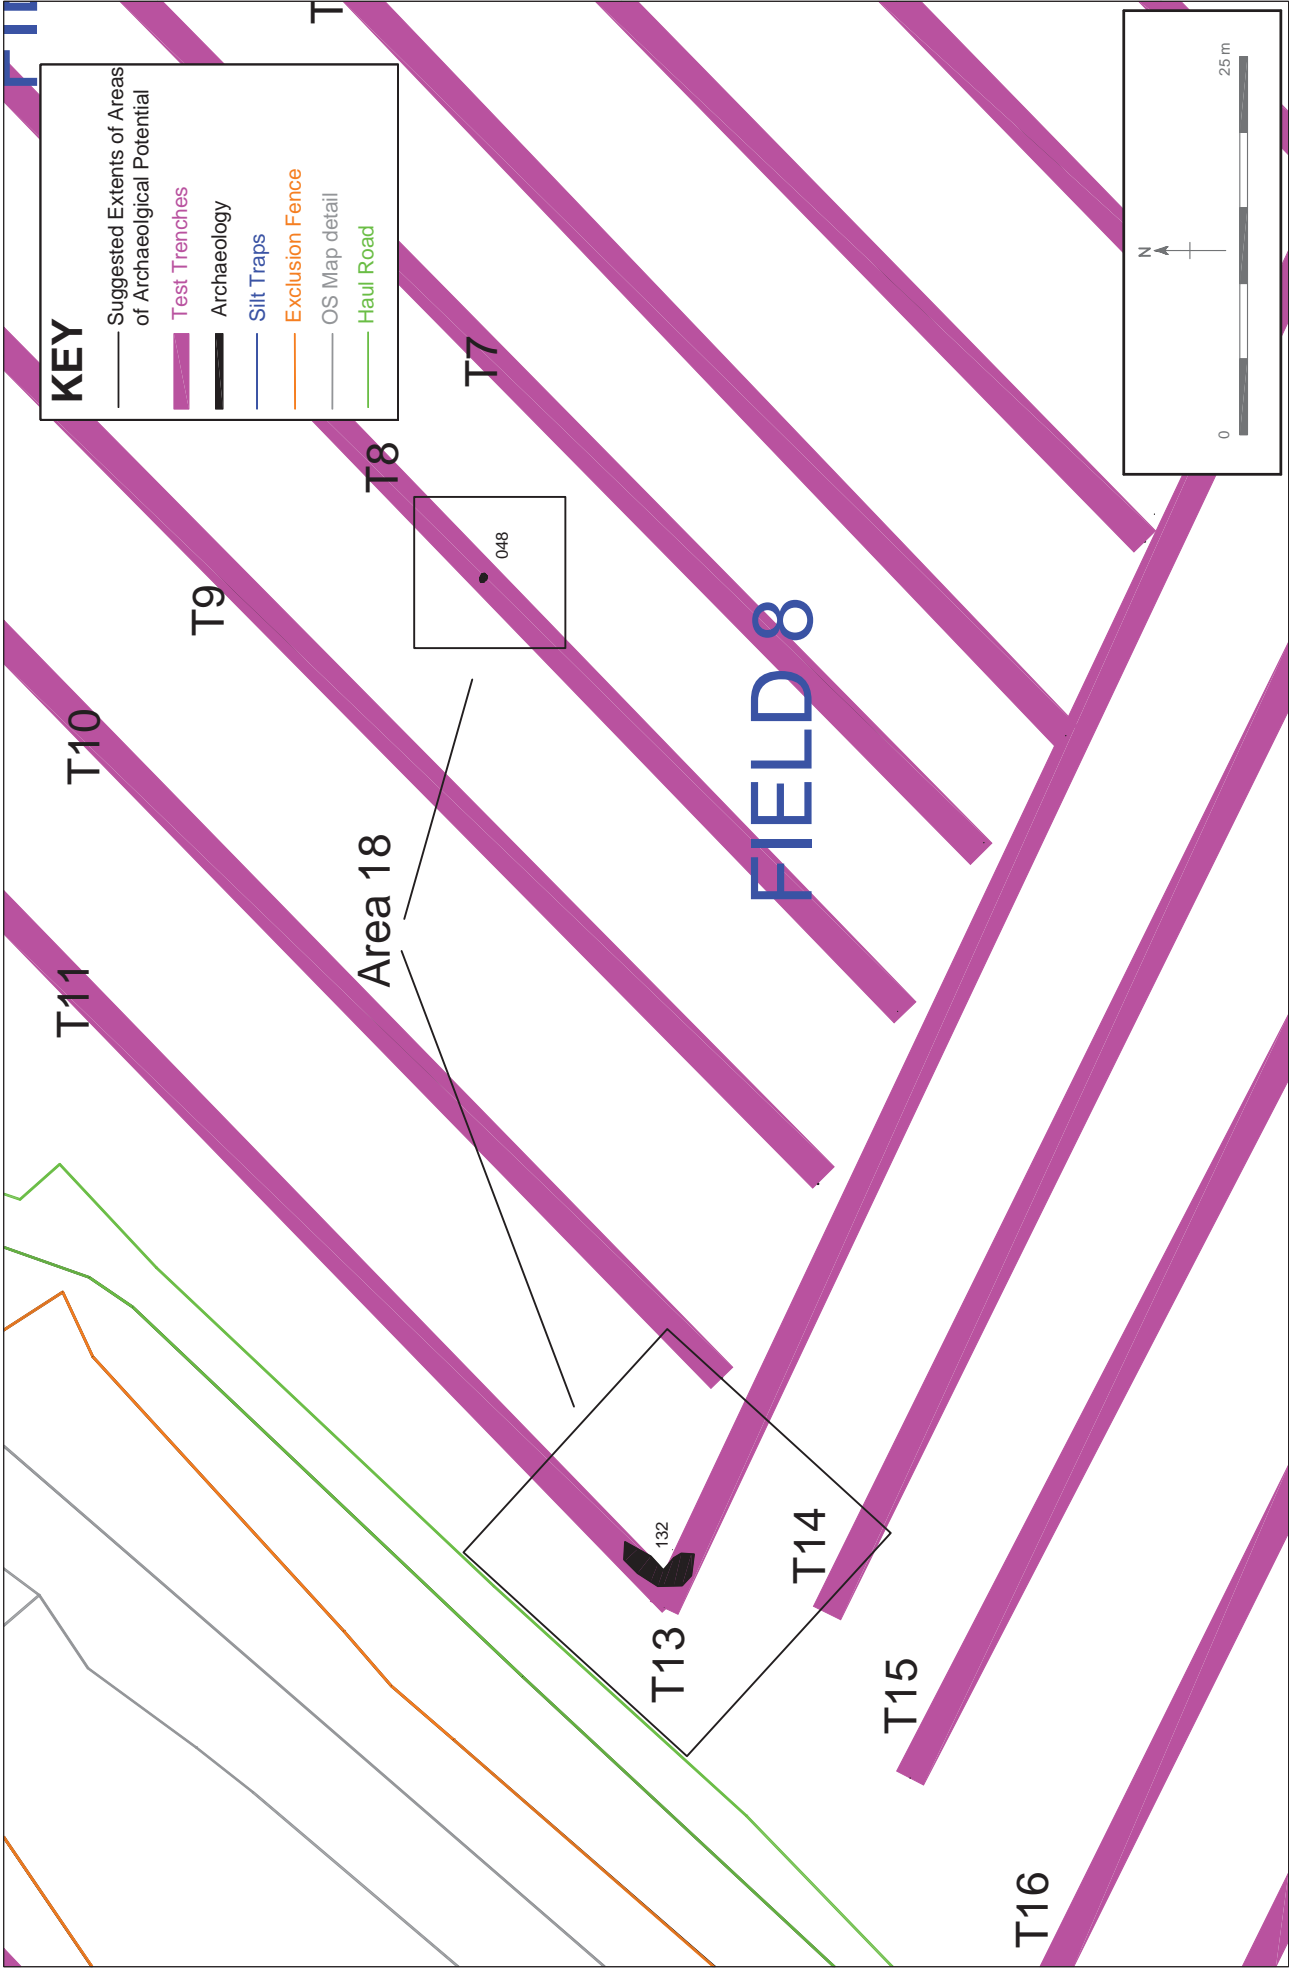 KEY
Suggested Extents of Areas
of Archaeolgical Potential
Test Trenches
Archaeology
Silt Traps
Exclusion Fence
OS Map detail
Haul Road
T11
T10
T9
T8
T7
T
048
Area 18
FIELD 8
132
T13
T14
T15
T16
N
0
25 m